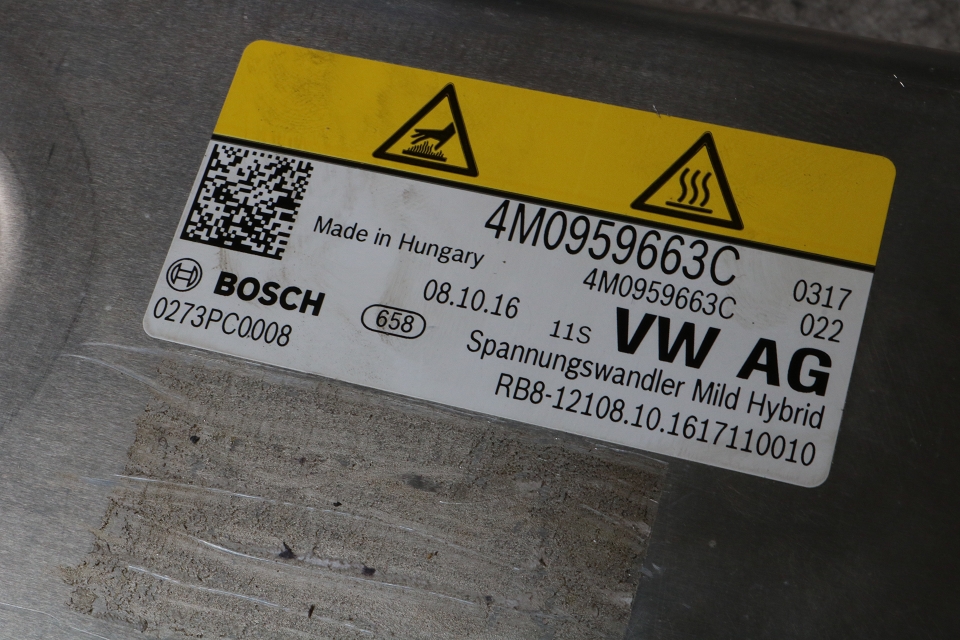 4M0959663C
Made in Hungary
4M0959663C
0317
022
BOSCH
08.10.16
0273PC0008
658
11S
VW AG
Spannungswandler Mild Hybrid
RB8-12108.10.1617110010